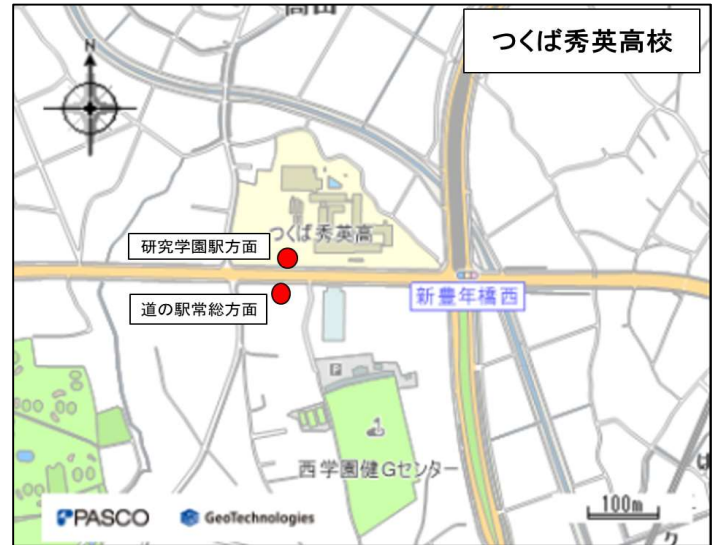 つくば秀英高校
N
つくば秀英高
研究学園駅方面
道の駅常総方面
新豊年橋西
P
西学園健Gセンター
100m
PASCO
GeoTechnologies